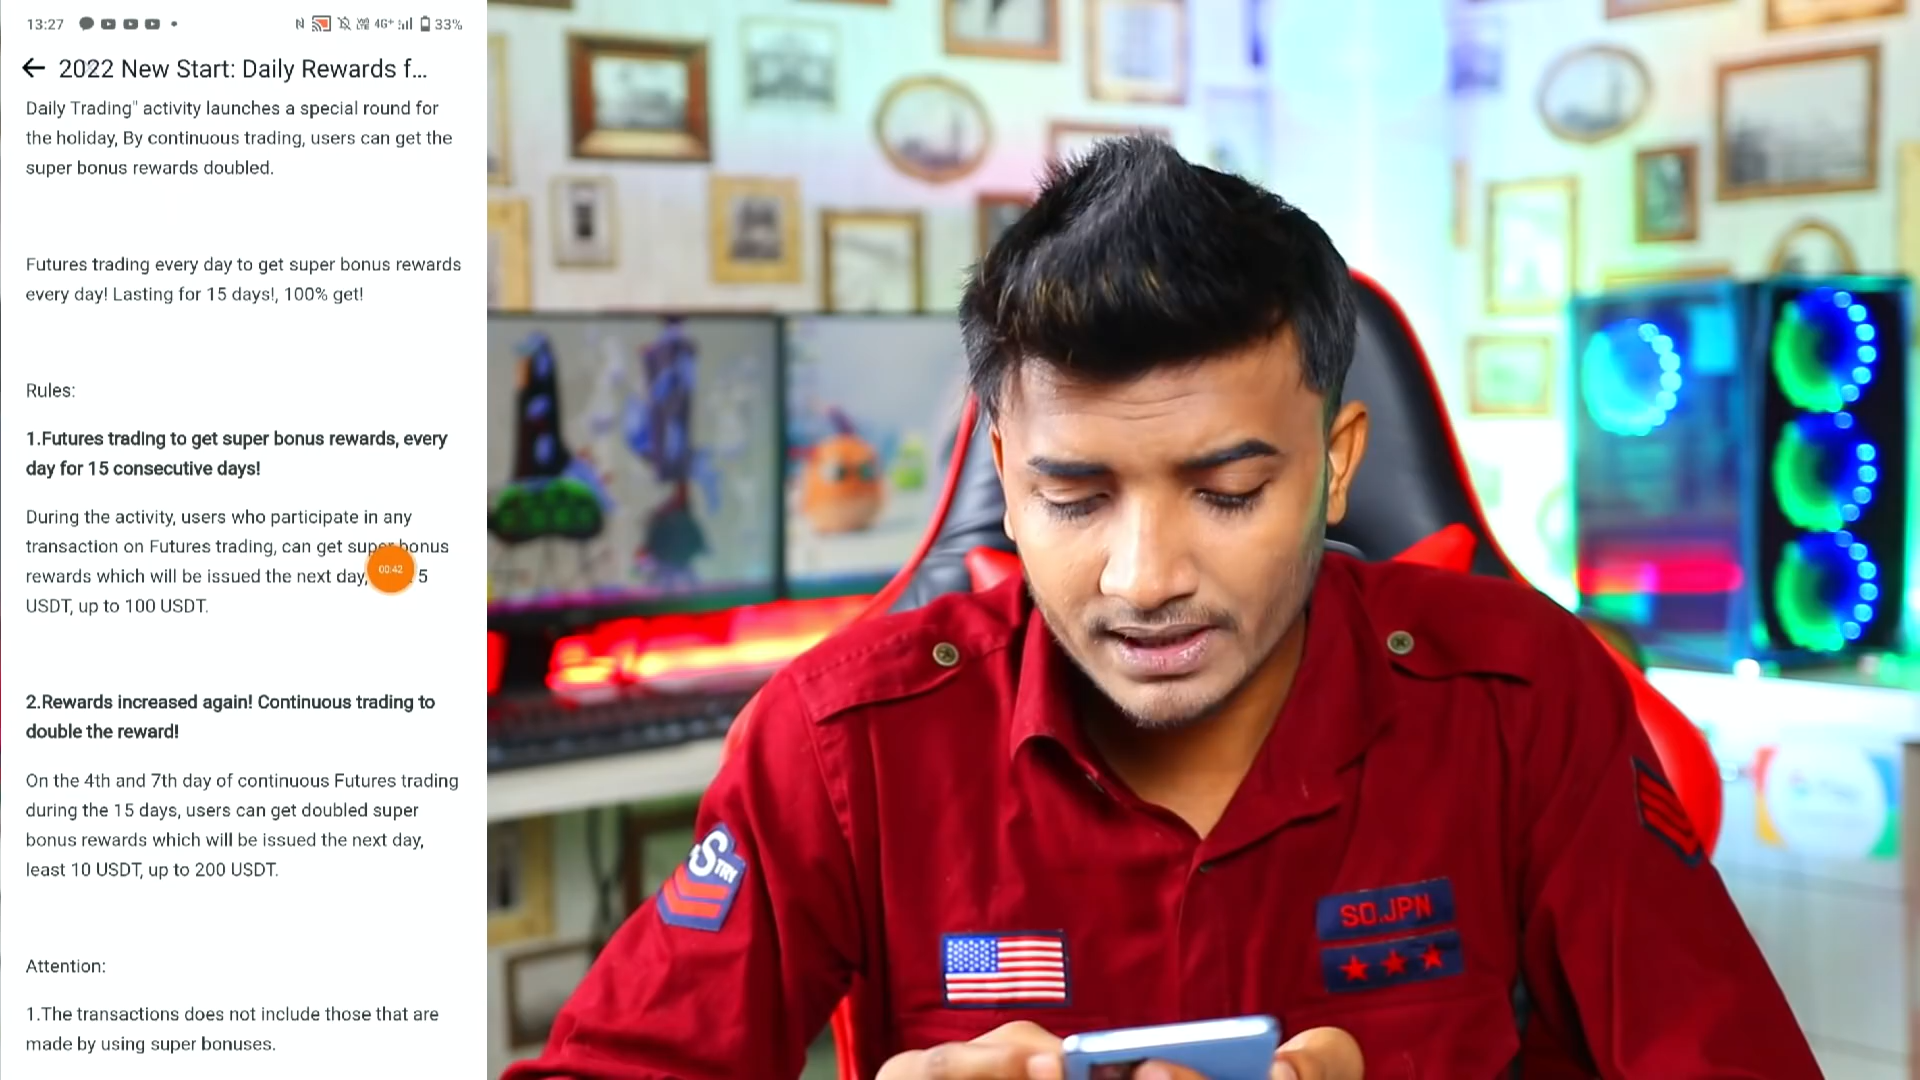 13:27
4G+
33%
2022 New Start: Daily Rewards f...
Daily Trading" activity launches a special round for
the holiday, By continuous trading, users can get the
super bonus rewards doubled.
Futures trading every day to get super bonus rewards
every day! Lasting for 15 days!, 100% get!
Rules:
1.Futures trading to get super bonus rewards, every
day for 15 consecutive days!
During the activity, users who participate in any
transaction on Futures trading, can get super bonus
rewards which will be issued the next day, 5
00:42
USDT, up to 100 USDT.
2.Rewards increased again! Continuous trading to
double the reward!
On the 4th and 7th day of continuous Futures trading
during the 15 days, users can get doubled super
bonus rewards which will be issued the next day,
least 10 USDT, up to 200 USDT.
Attention:
1.The transactions does not include those that are
made by using super bonuses.
STRY
SO.JPN